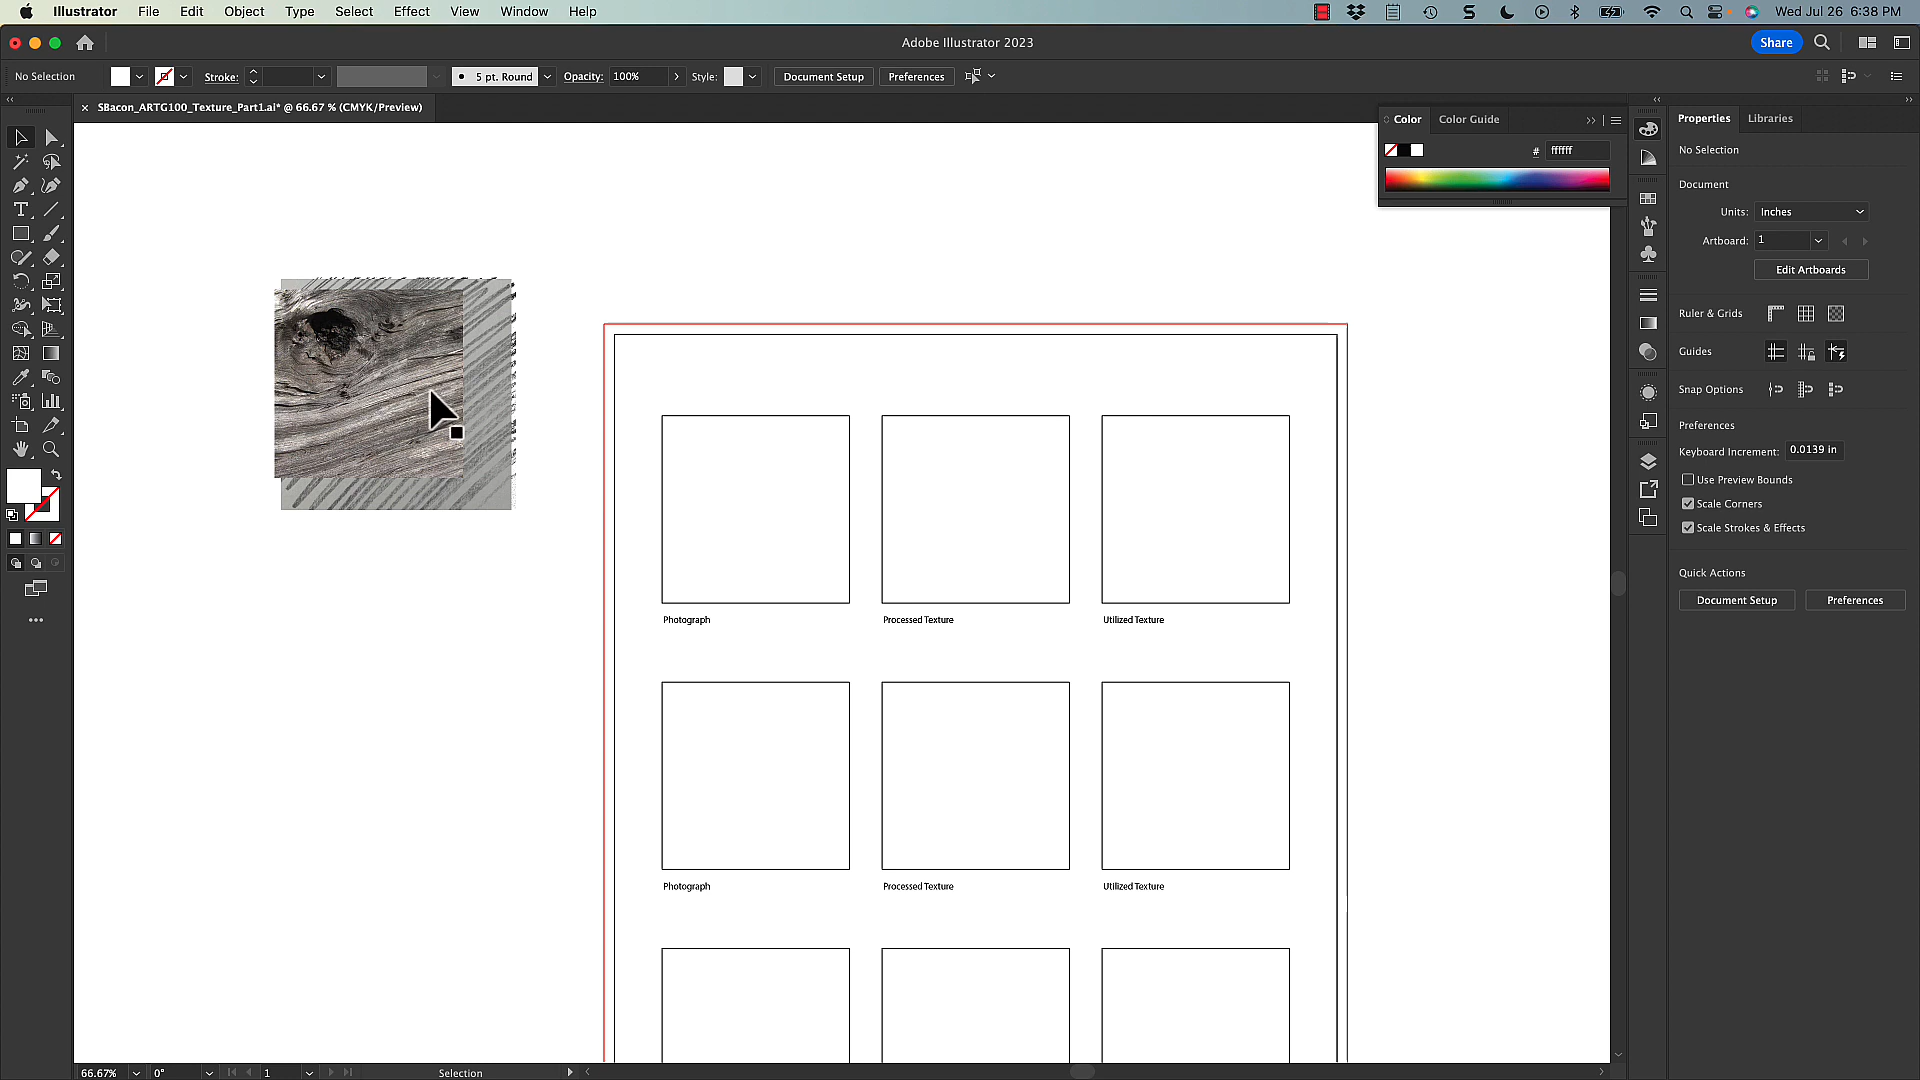 Illustrator File Edit Object Type Select Effect View Window Help
Wed Jul 26 6:38 PM
Adobe Illustrator 2023
Share
No Selection
Stroke:
5 pt. Round
Opacity: 100%
Style:
Document Setup
Preferences
SBacon_ARTG100_Texture_Part1.ai* @ 66.67 % (CMYK/Preview)
Color
Color Guide
# ffffff
Properties
Libraries
No Selection
Document
Units: Inches
Artboard: 1
Edit Artboards
Ruler & Grids
Guides
Snap Options
Preferences
Keyboard Increment: 0.0139 in
Use Preview Bounds
Scale Corners
Scale Strokes & Effects
Quick Actions
Document Setup
Preferences
Photograph
Processed Texture
Utilized Texture
Photograph
Processed Texture
Utilized Texture
66.67%
0°
1
Selection